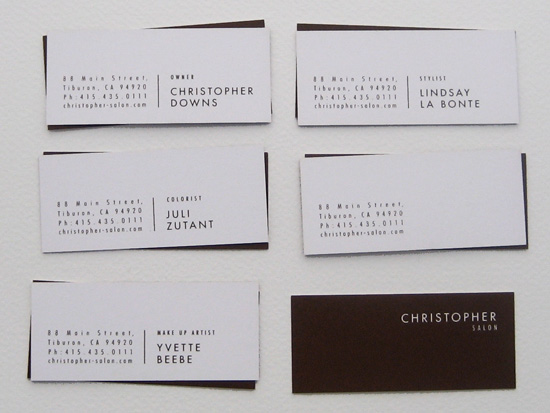 88 Main Street,
Tiburon, CA 94920
Ph:415.435.0111
christopher-salon.com
OWNER
CHRISTOPHER
DOWNS
88 Main Street,
Tiburon, CA 94920
Ph:415.435.0111
christopher-salon.com
STYLIST
LINDSAY
LA BONTE
88 Main Street,
Tiburon, CA 94920
Ph:415.435.0111
christopher-salon.com
COLORIST
JULI
ZUTANT
88 Main Street,
Tiburon, CA 94920
Ph:415.435.0111
christopher-salon.com
88 Main Street,
Tiburon, CA 94920
Ph:415.435.0111
christopher-salon.com
MAKE UP ARTIST
YVETTE
BEEBE
CHRISTOPHER
SALON